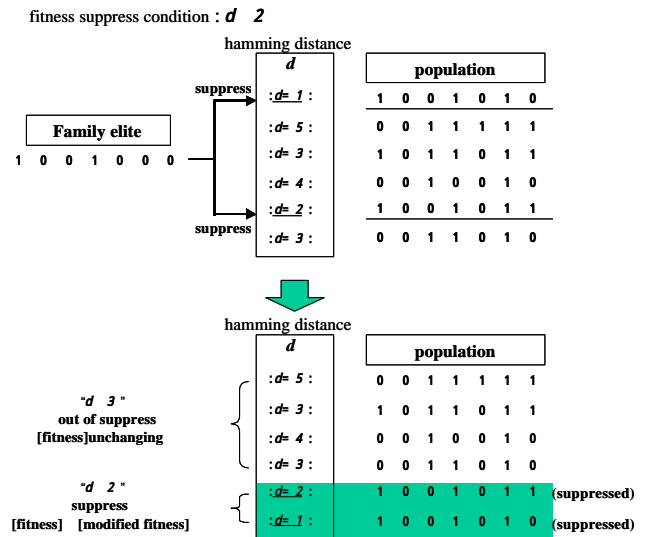 fitness suppress condition : d 2
hamming distance
d
population
suppress
:d= 1 : 1 0 0 1 0 1 0
Family elite
:d= 5 : 0 0 1 1 1 1 1
1 0 0 1 0 0 0
:d= 3 : 1 0 1 1 0 1 1
:d= 4 : 0 0 1 0 0 1 0
:d= 2 : 1 0 0 1 0 1 1
suppress
:d= 3 : 0 0 1 1 0 1 0
hamming distance
d
population
:d= 5 : 0 0 1 1 1 1 1
"d 3"
:d= 3 : 1 0 1 1 0 1 1
out of suppress
:d= 4 : 0 0 1 0 0 1 0
[fitness]unchanging
:d= 3 : 0 0 1 1 0 1 0
"d 2"
:d= 2 : 1 0 0 1 0 1 1 (suppressed)
suppress
[fitness] [modified fitness]
:d= 1 : 1 0 0 1 0 1 0 (suppressed)